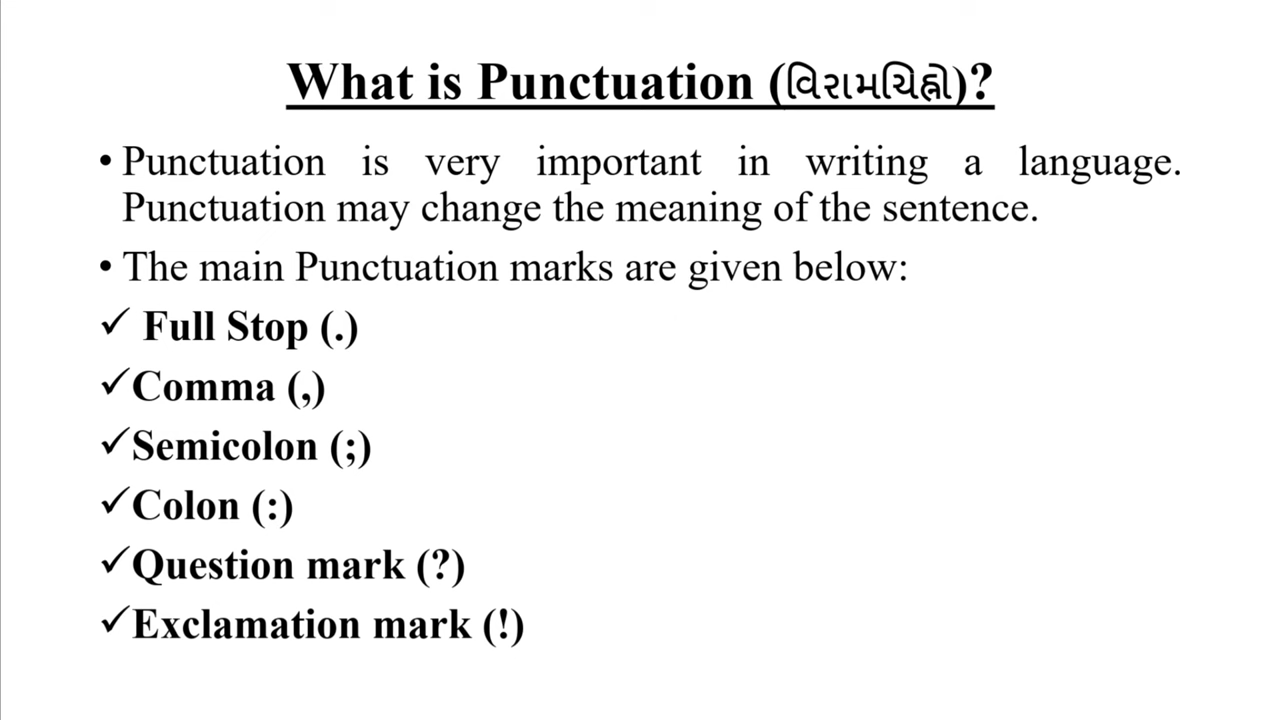 What is Punctuation (વિરામચિહ્નો)?
• Punctuation is very important in writing a language.
Punctuation may change the meaning of the sentence.
• The main Punctuation marks are given below:
✓ Full Stop (.)
✓Comma (,)
✓Semicolon (;)
✓Colon (:)
✓Question mark (?)
✓Exclamation mark (!)